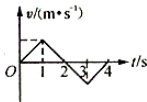 v/(m·s⁻¹)
O 1 2 3 4 t/s